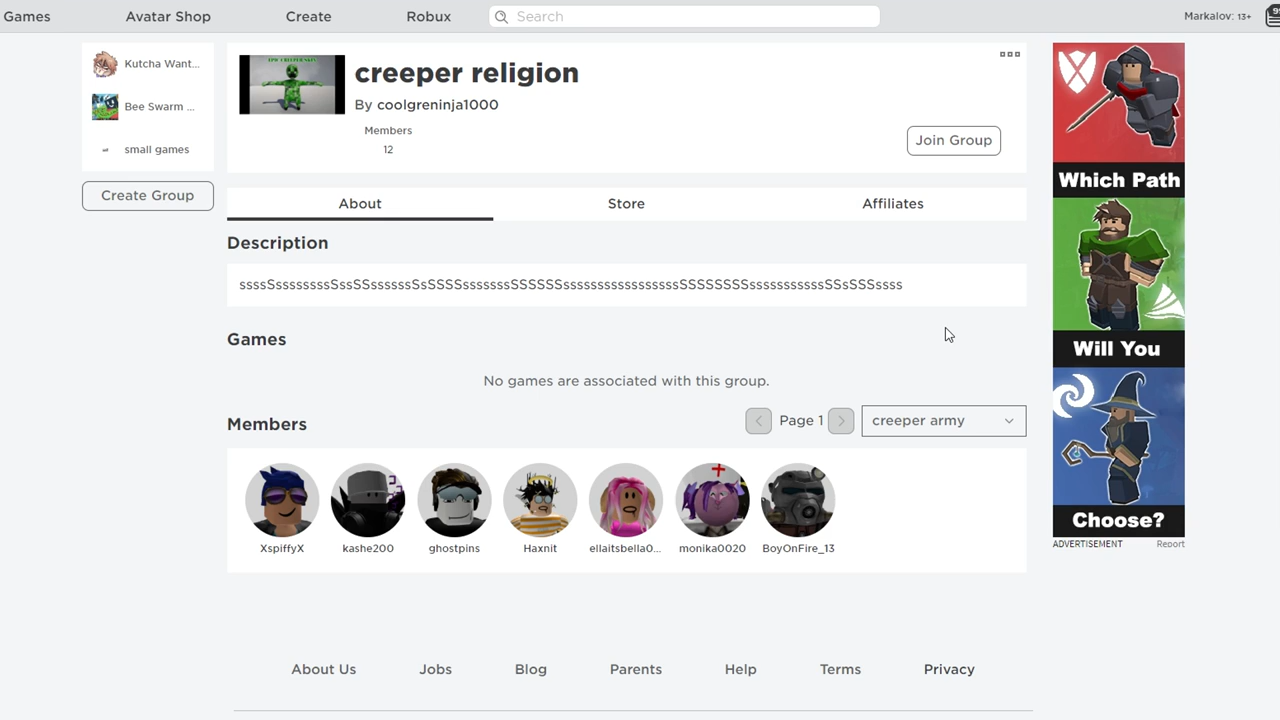 Games
Avatar Shop
Create
Robux
Search
Markalov: 13+
Kutcha Want...
Bee Swarm ...
small games
Create Group
creeper religion
By coolgreninja1000
Members
12
Join Group
About
Store
Affiliates
Description
Games
No games are associated with this group.
Members
Page 1
creeper army
XspiffyX
kashe200
ghostpins
Haxnit
ellaitsbella0...
monika0020
BoyOnFire_13
Which Path
Will You
Choose?
ADVERTISEMENT
Report
About Us
Jobs
Blog
Parents
Help
Terms
Privacy